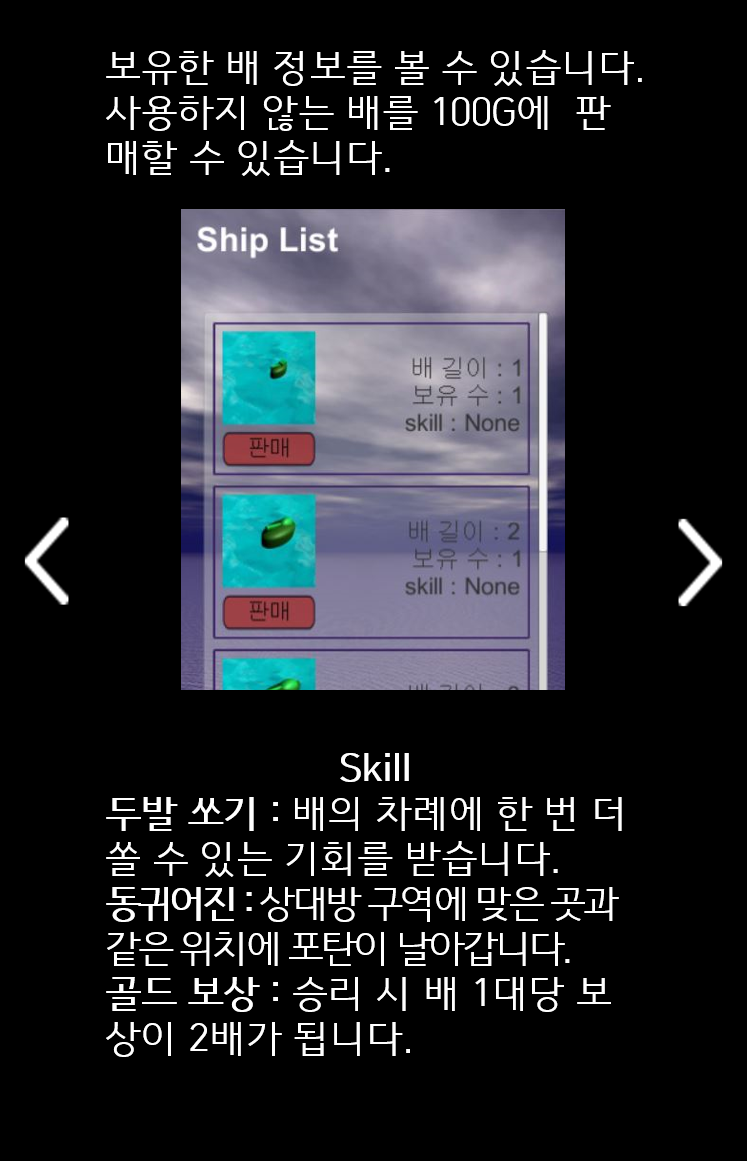 보유한 배 정보를 볼 수 있습니다.
사용하지 않는 배를 100G에 판
매할 수 있습니다.
Ship List
배 길이 : 1
보유 수 : 1
skill : None
판매
배 길이 : 2
보유 수 : 1
skill : None
판매
배 길이
Skill
두발 쏘기 : 배의 차례에 한 번 더
쏠 수 있는 기회를 받습니다.
동귀어진 : 상대방 구역에 맞은 곳과
같은 위치에 포탄이 날아갑니다.
골드 보상 : 승리 시 배 1대당 보
상이 2배가 됩니다.